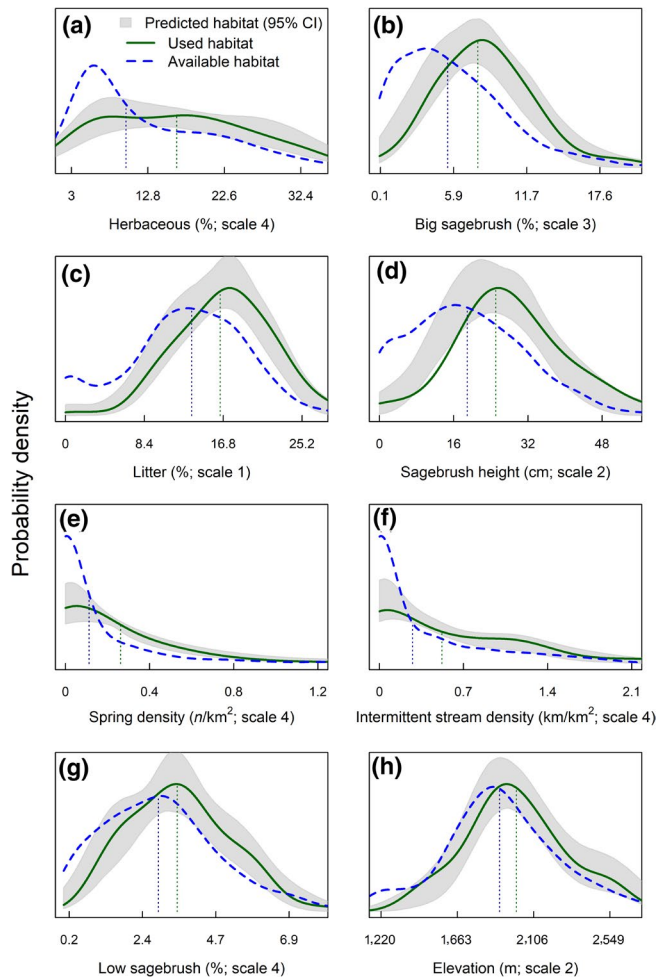 (a)
Predicted habitat (95% CI)
Used habitat
Available habitat
3 12.8 22.6 32.4
Herbaceous (%; scale 4)
(b)
0.1 5.9 11.7 17.6
Big sagebrush (%; scale 3)
(c)
0 8.4 16.8 25.2
Litter (%; scale 1)
(d)
0 16 32 48
Sagebrush height (cm; scale 2)
Probability density
(e)
0 0.4 0.8 1.2
Spring density (n/km²; scale 4)
(f)
0 0.7 1.4 2.1
Intermittent stream density (km/km²; scale 4)
(g)
0.2 2.4 4.7 6.9
Low sagebrush (%; scale 4)
(h)
1,220 1,663 2,106 2,549
Elevation (m; scale 2)